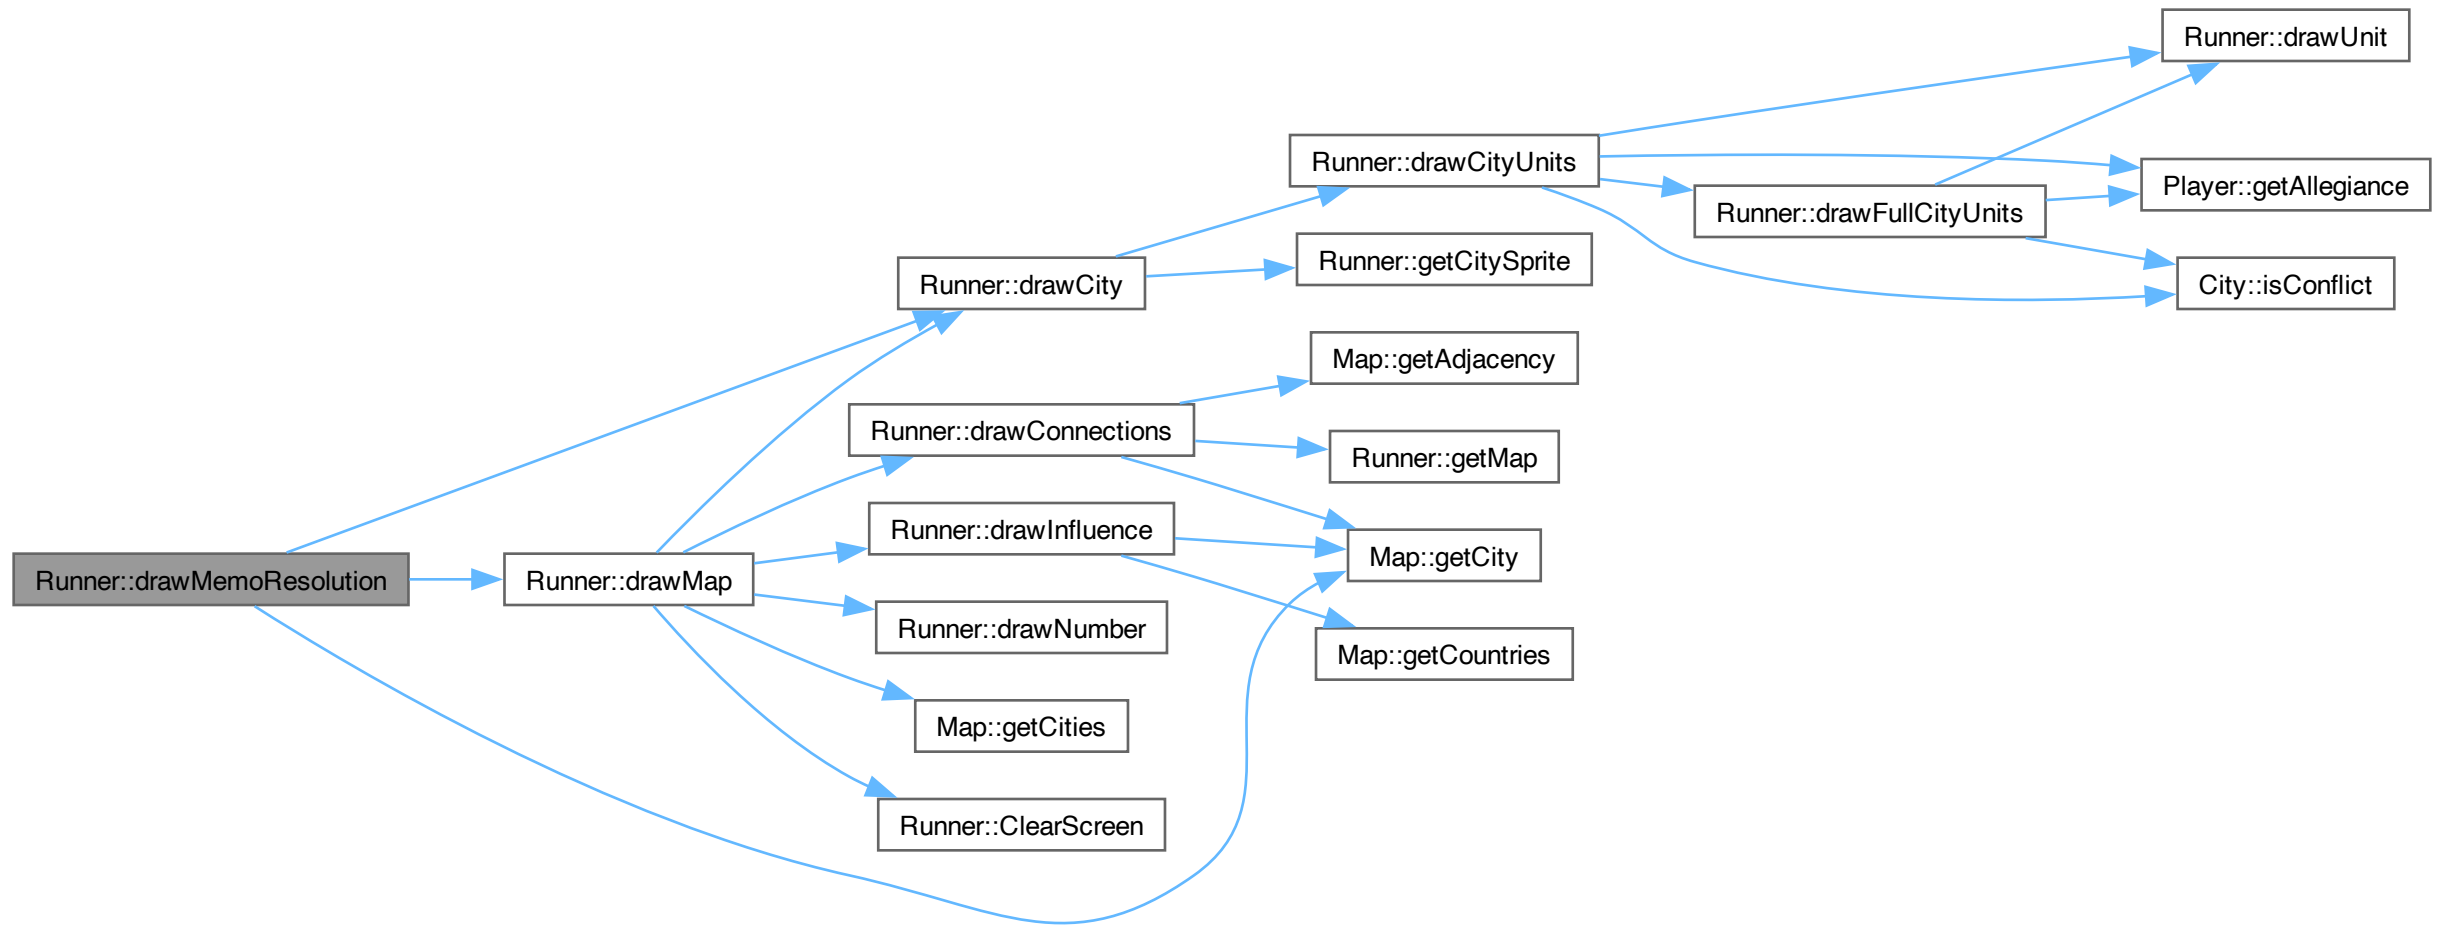 Runner::drawUnit
Runner::drawCityUnits
Player::getAllegiance
Runner::drawFullCityUnits
Runner::getCitySprite
Runner::drawCity
City::isConflict
Map::getAdjacency
Runner::drawConnections
Runner::getMap
Runner::drawInfluence
Map::getCity
Runner::drawMemoResolution
Runner::drawMap
Runner::drawNumber
Map::getCountries
Map::getCities
Runner::ClearScreen